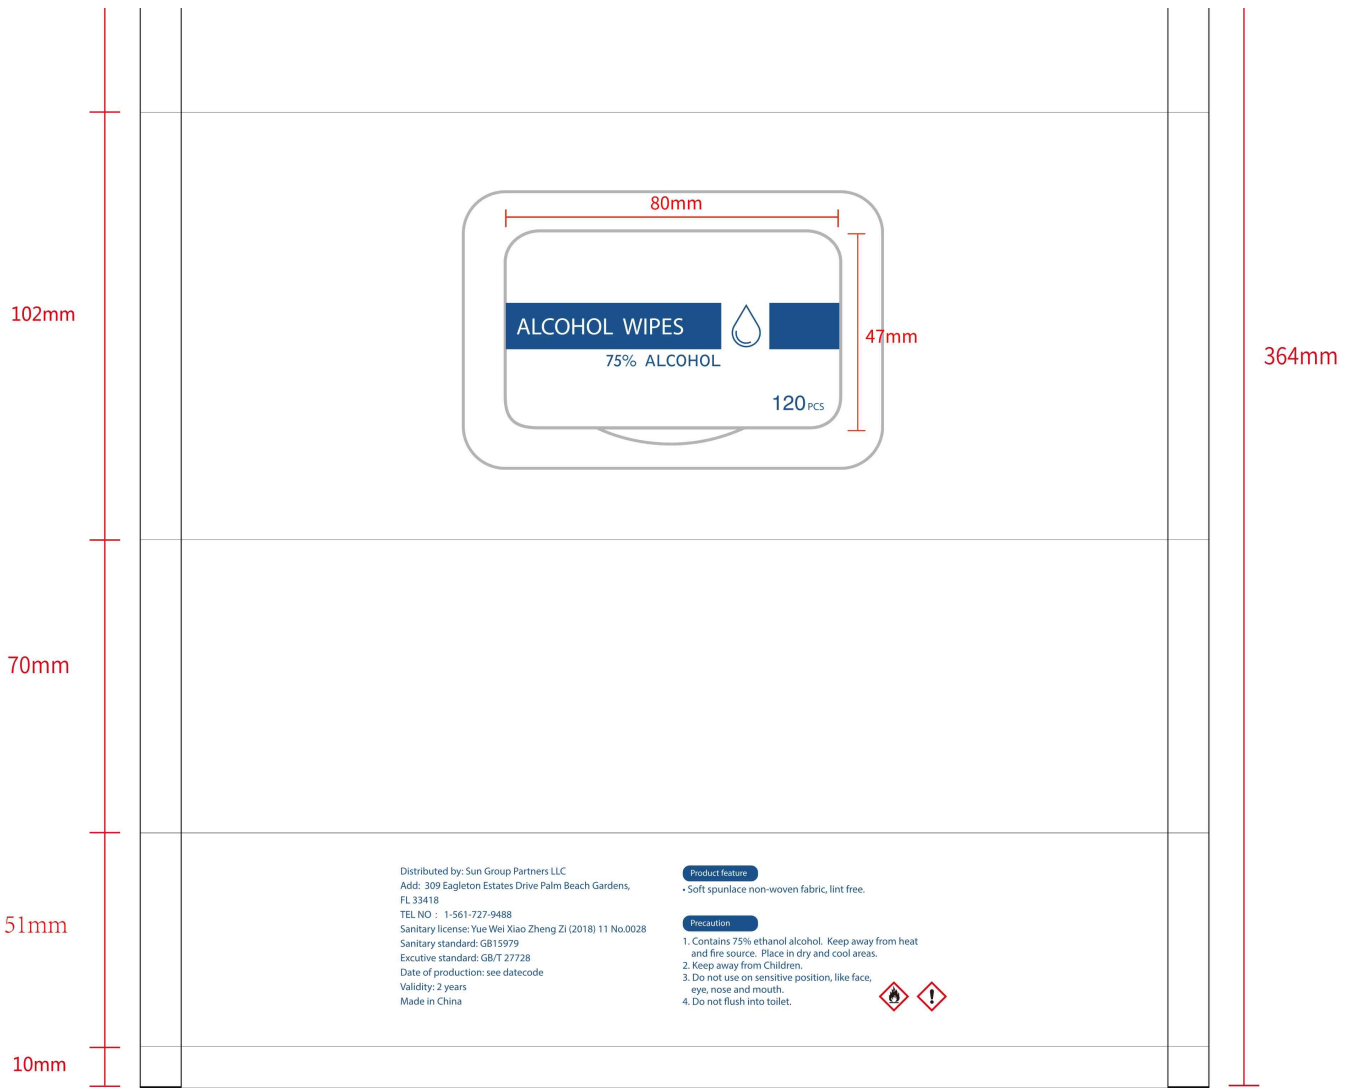 80mm
102mm
47mm
364mm
ALCOHOL WIPES
75% ALCOHOL
120 PCS
70mm
51mm
10mm
Distributed by: Sun Group Partners LLC
Add: 309 Eagleton Estates Drive Palm Beach Gardens,
FL 33418
TEL NO : 1-561-727-9488
Sanitary license: Yue Wei Xiao Zheng Zi (2018) 11 No.0028
Sanitary standard: GB15979
Excutive standard: GB/T 27728
Date of production: see datecode
Validity: 2 years
Made in China
Product feature
• Soft spunlace non-woven fabric, lint free.
Precaution
1. Contains 75% ethanol alcohol. Keep away from heat
and fire source. Place in dry and cool areas.
2. Keep away from Children.
3. Do not use on sensitive position, like face,
eye, nose and mouth.
4. Do not flush into toilet.